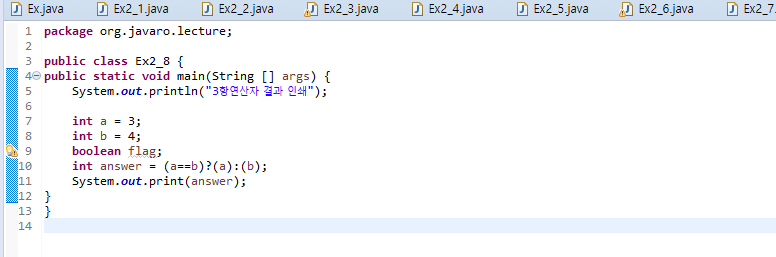 Ex.java Ex2_1.java Ex2_2.java Ex2_3.java Ex2_4.java Ex2_5.java Ex2_6.java Ex2_7.
1 package org.javaro.lecture;
2
3 public class Ex2_8 {
4 public static void main(String [] args) {
5 System.out.println("3항연산자 결과 인쇄");
6
7 int a = 3;
8 int b = 4;
9 boolean flag;
10 int answer = (a==b)?(a):(b);
11 System.out.print(answer);
12 }
13 }
14